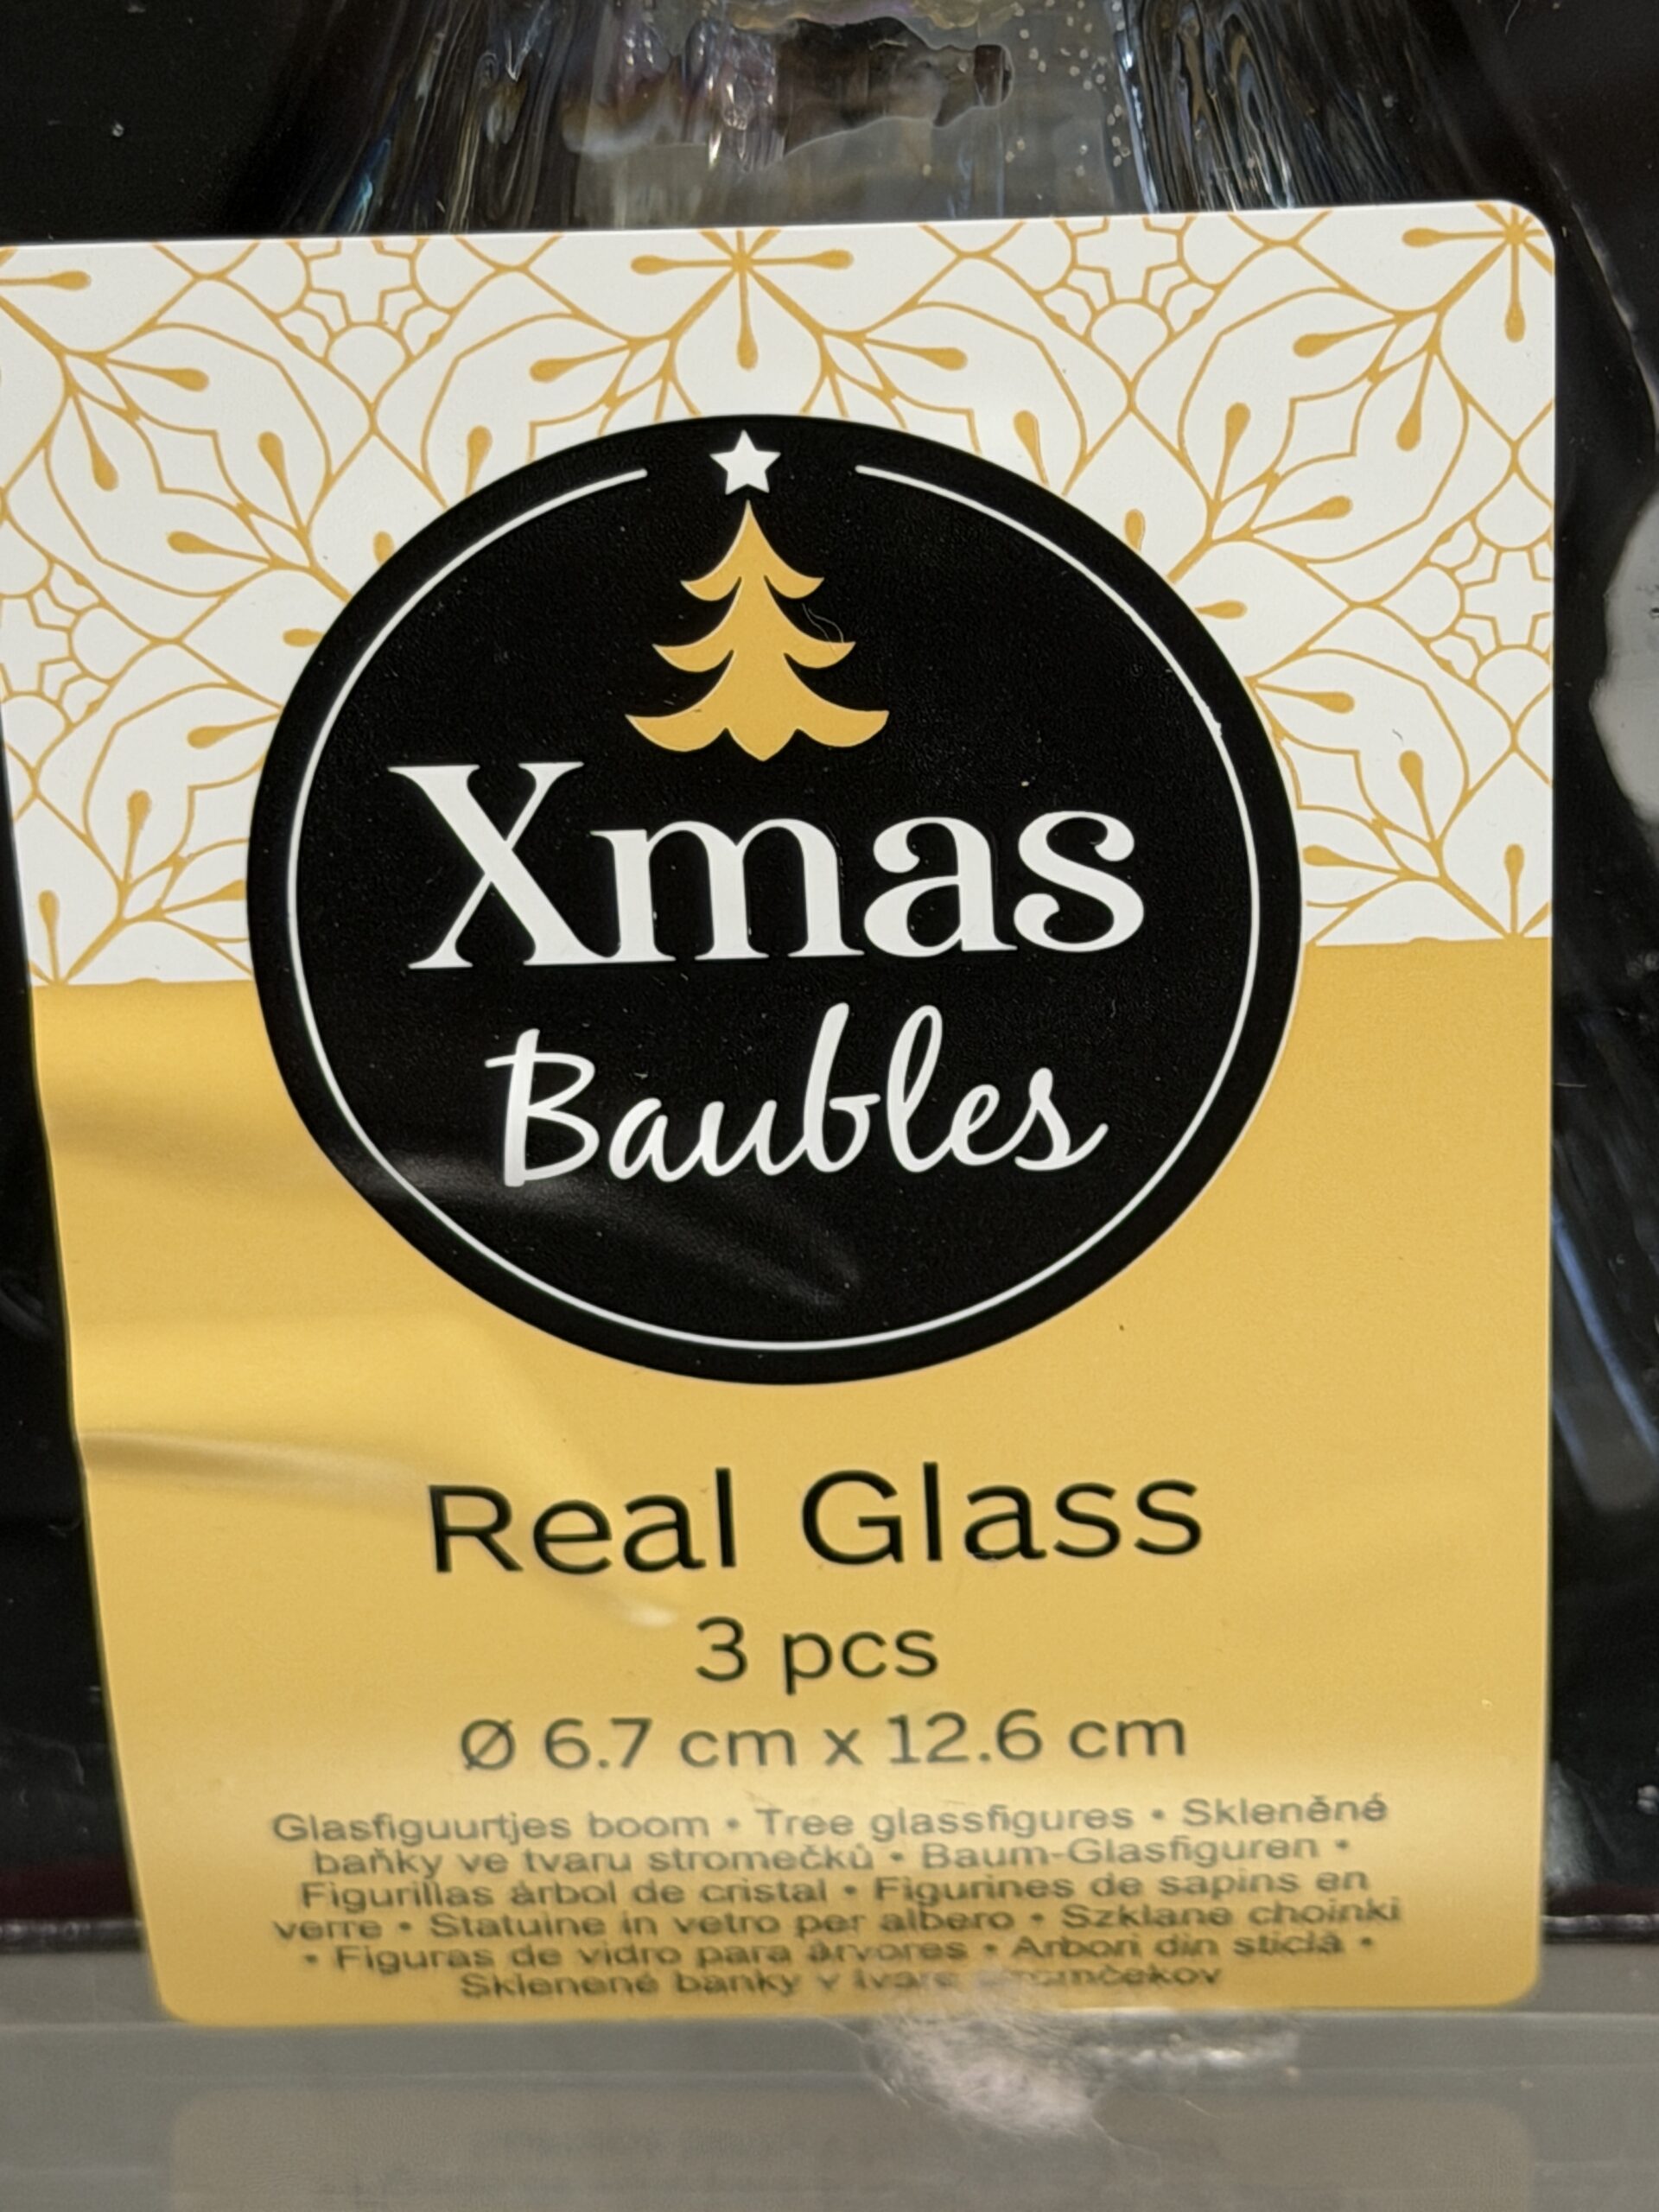 Xmas
Baubles
Real Glass
3 pcs
Ø 6.7 cm x 12.6 cm
Glasfiguurtjes boom • Tree glassfigures • Skleněné
baňky ve tvaru stromečků • Baum-Glasfiguren •
Figurillas árbol de cristal • Figurines de sapins en
verre • Statuine in vetro per albero • Szklane choinki
• Figuras de vidro para árvores • Arbori din sticlă •
Sklenené banky v tvare